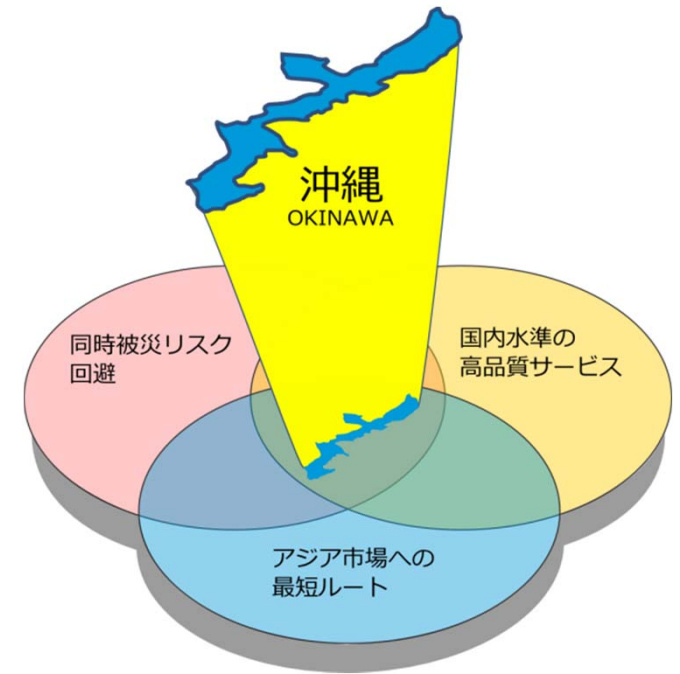 沖縄
OKINAWA
同時被災リスク
回避
国内水準の
高品質サービス
アジア市場への
最短ルート